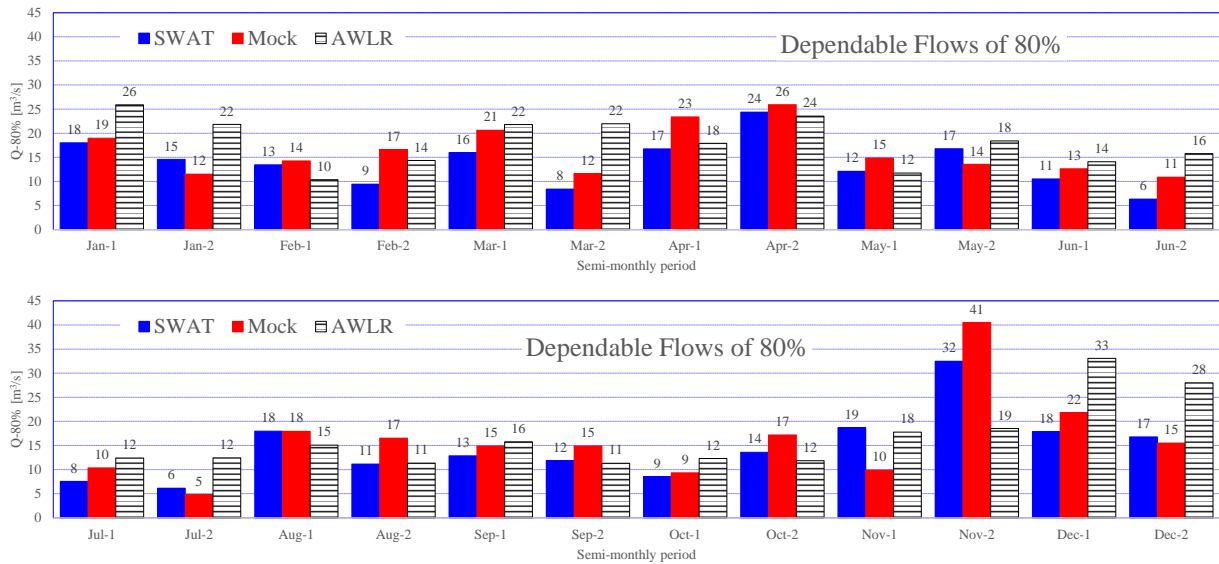 45
40
35
30
25
20
15
10
5
0
Q-80% [m³/s]
SWAT Mock AWLR
Dependable Flows of 80%
18 19 26
15 12 22
13 14 10
9 17 14
16 21 22
8 12 22
17 23 18
24 26 24
12 15 12
17 14 18
11 13 14
6 11 16
Jan-1 Jan-2 Feb-1 Feb-2 Mar-1 Mar-2 Apr-1 Apr-2 May-1 May-2 Jun-1 Jun-2
Semi-monthly period
45
40
35
30
25
20
15
10
5
0
Q-80% [m³/s]
SWAT Mock AWLR
Dependable Flows of 80%
8 10 12
6 5 12
18 18 15
11 17 11
13 15 16
12 15 11
9 9 12
14 17 12
19 10 18
32 41 19
18 22 33
17 15 28
Jul-1 Jul-2 Aug-1 Aug-2 Sep-1 Sep-2 Oct-1 Oct-2 Nov-1 Nov-2 Dec-1 Dec-2
Semi-monthly period